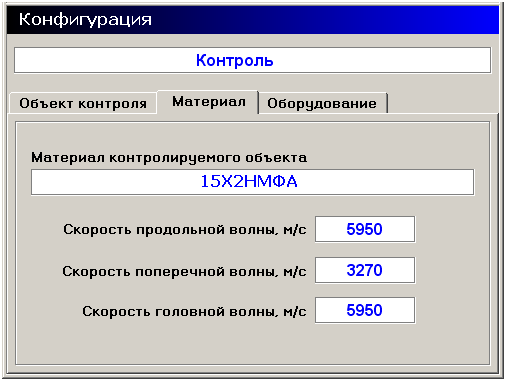 Конфигурация
Контроль
Объект контроля Материал Оборудование
Материал контролируемого объекта
15Х2НМФА
Скорость продольной волны, м/с 5950
Скорость поперечной волны, м/с 3270
Скорость головной волны, м/с 5950